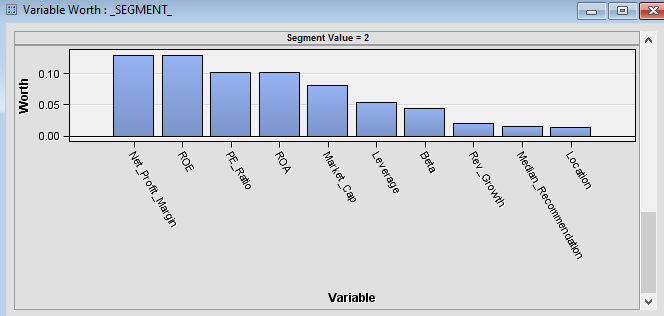 Variable Worth : _SEGMENT_
Segment Value = 2
Worth
0.10
0.05
0.00
Net_Profit_Margin
ROE
PE_Ratio
ROA
Market_Cap
Leverage
Beta
Rev_Growth
Median_Recommendation
Location
Variable